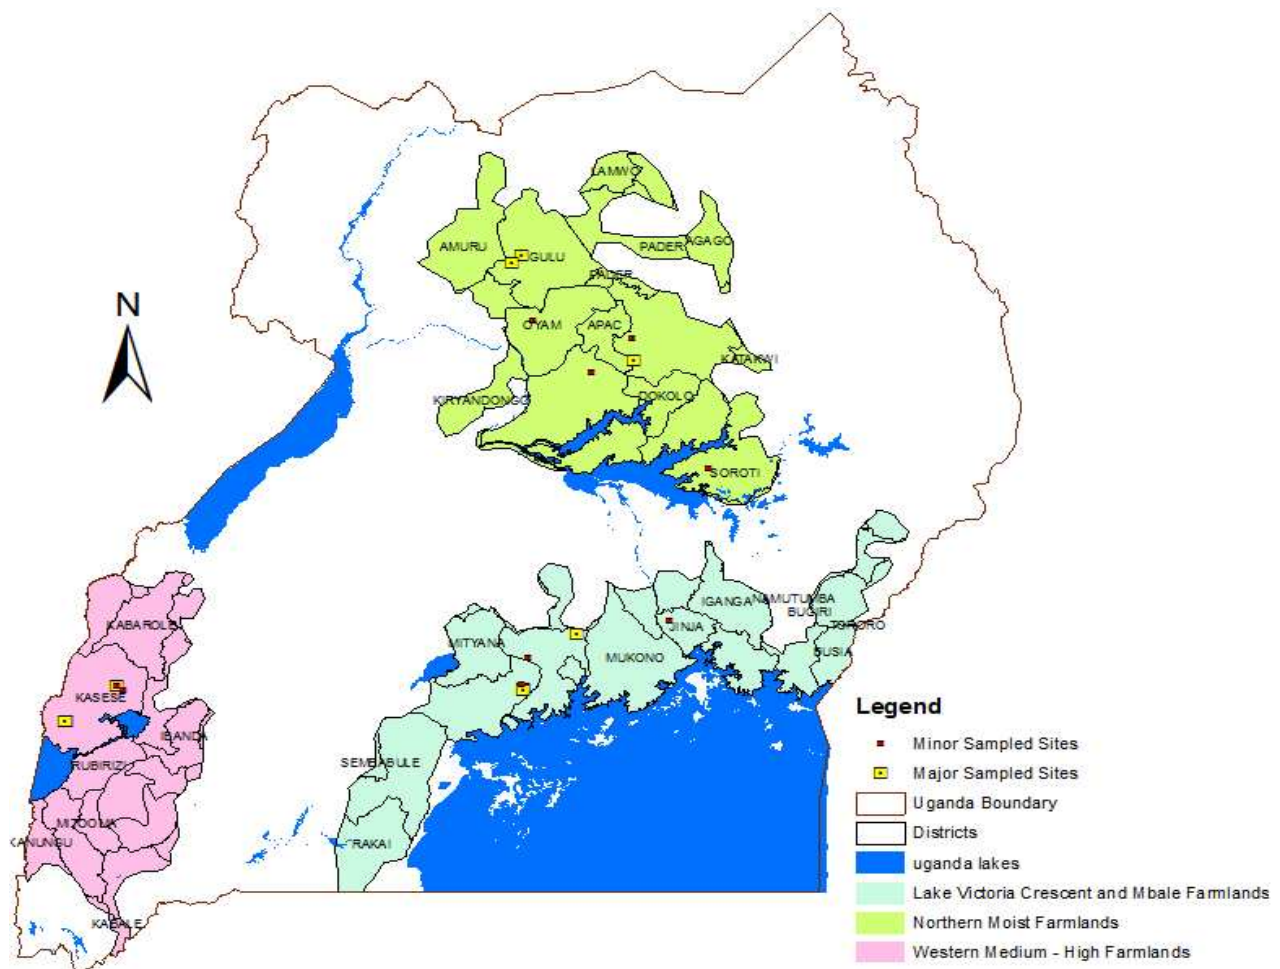 LAMWO
AMURU
GULU
PADER
AGAGO
PADER
N
OYAM
APAC
KATAKWI
KIRYANDONGO
DOKOLO
SOROTI
KABAROLE
IGANGA
NAMUTUMBA
BUGIRI
TORORO
JINJA
MITYANA
MUKONO
BUSIA
KASESE
IBANDA
RUBIRIZI
SEMBABULE
MITOOMA
KANUNGU
RAKAI
KABALE
Legend
Minor Sampled Sites
Major Sampled Sites
Uganda Boundary
Districts
uganda lakes
Lake Victoria Crescent and Mbale Farmlands
Northern Moist Farmlands
Western Medium - High Farmlands